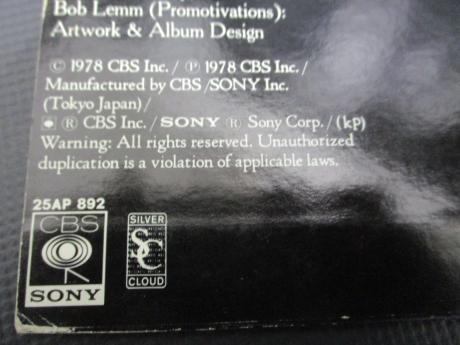 Bob Lemm (Promotivations):
Artwork & Album Design
© 1978 CBS Inc. / ℗ 1978 CBS Inc. /
Manufactured by CBS/SONY Inc.
(Tokyo Japan)/
® CBS Inc. / SONY ® Sony Corp. / (kp)
Warning: All rights reserved. Unauthorized
duplication is a violation of applicable laws.
25AP 892
CBS
SONY
SILVER
SC
CLOUD